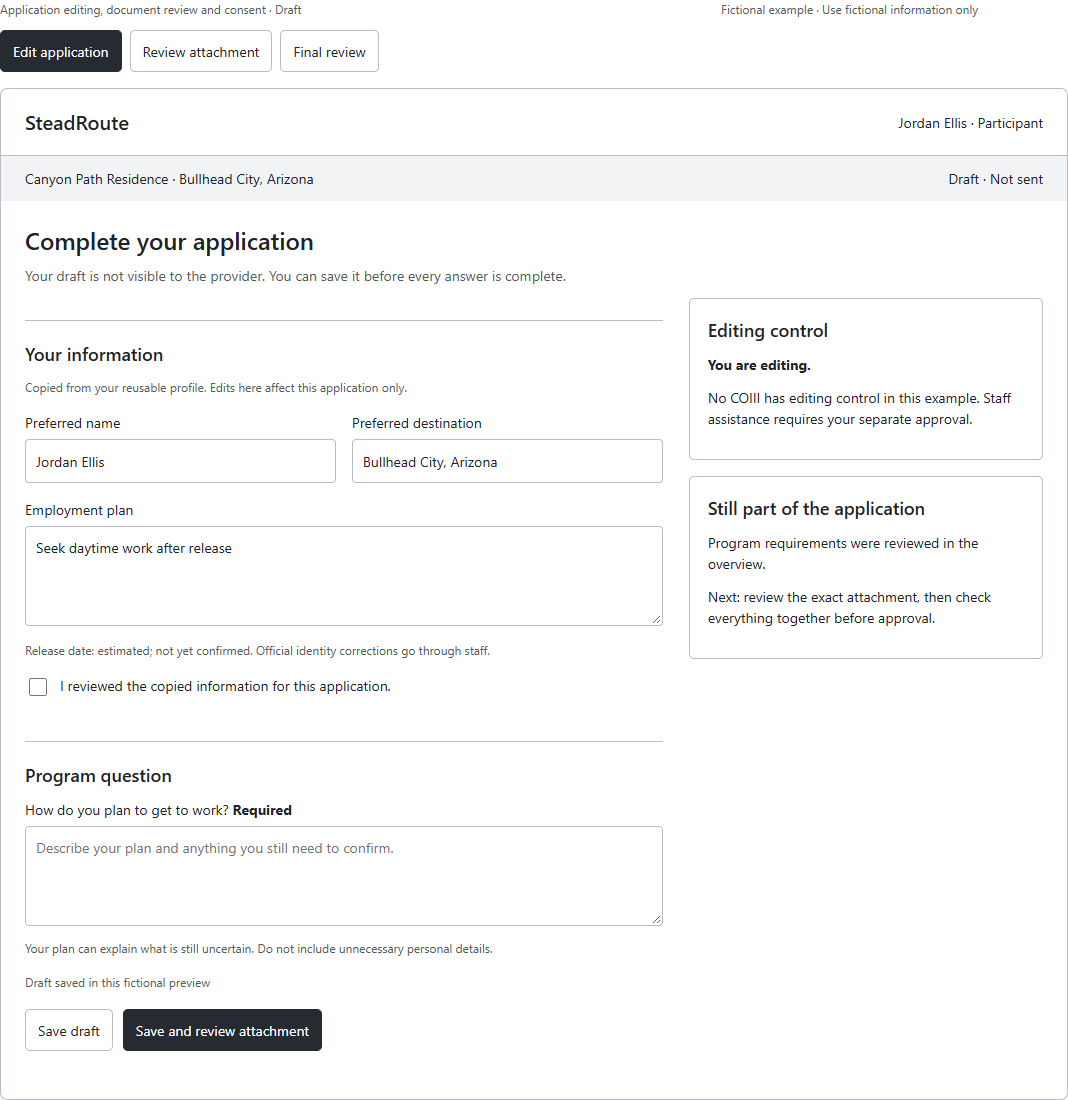 Application editing, document review and consent · Draft
Fictional example · Use fictional information only
Edit application
Review attachment
Final review
SteadRoute
Jordan Ellis · Participant
Canyon Path Residence · Bullhead City, Arizona
Draft · Not sent
Complete your application
Your draft is not visible to the provider. You can save it before every answer is complete.
Your information
Copied from your reusable profile. Edits here affect this application only.
Preferred name
Preferred destination
Jordan Ellis
Bullhead City, Arizona
Employment plan
Seek daytime work after release
Release date: estimated; not yet confirmed. Official identity corrections go through staff.
I reviewed the copied information for this application.
Program question
How do you plan to get to work? Required
Describe your plan and anything you still need to confirm.
Your plan can explain what is still uncertain. Do not include unnecessary personal details.
Draft saved in this fictional preview
Save draft
Save and review attachment
Editing control
You are editing.
No COIII has editing control in this example. Staff
assistance requires your separate approval.
Still part of the application
Program requirements were reviewed in the
overview.
Next: review the exact attachment, then check
everything together before approval.